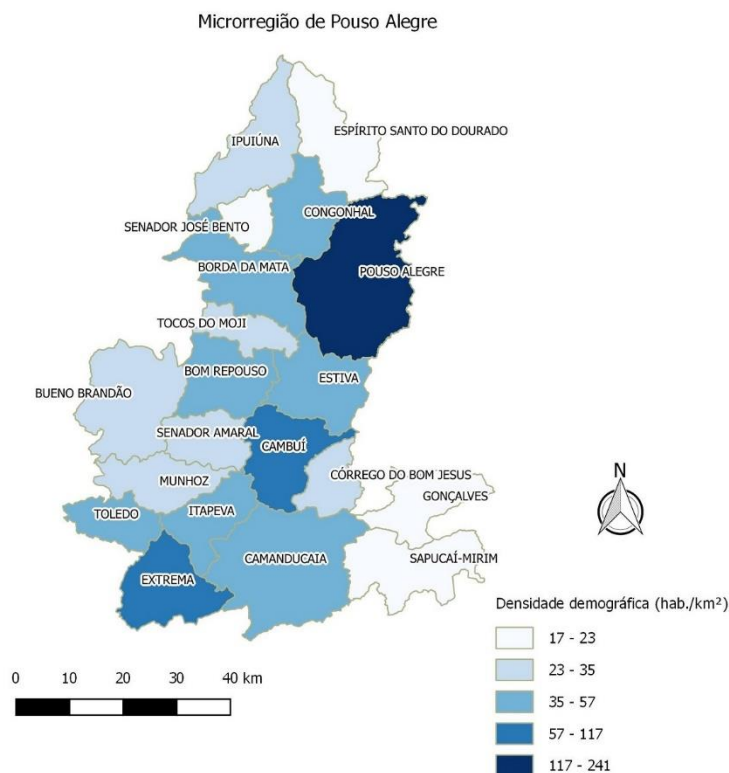 Microrregião de Pouso Alegre
ESPÍRITO SANTO DO DOURADO
IPUIÚNA
CONGONHAL
SENADOR JOSÉ BENTO
BORDA DA MATA
POUSO ALEGRE
TOCOS DO MOJI
BOM REPOUSO
ESTIVA
BUENO BRANDÃO
SENADOR AMARAL
CAMBUÍ
CÓRREGO DO BOM JESUS
MUNHOZ
GONÇALVES
TOLEDO
ITAPEVA
CAMANDUCAIA
SAPUCAÍ-MIRIM
EXTREMA
N
Densidade demográfica (hab./km²)
17 - 23
23 - 35
35 - 57
57 - 117
117 - 241
0 10 20 30 40 km